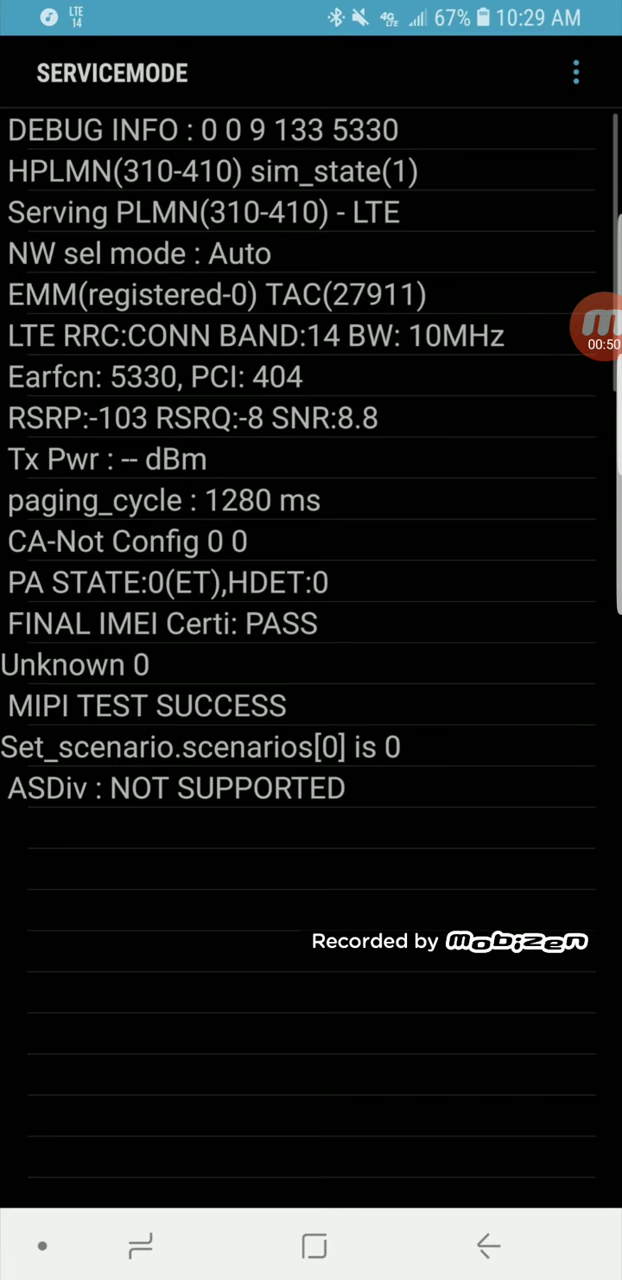 LTE
14
4G
LTE
67%
10:29 AM
SERVICEMODE
DEBUG INFO : 0 0 9 133 5330
HPLMN(310-410) sim_state(1)
Serving PLMN(310-410) - LTE
NW sel mode : Auto
EMM(registered-0) TAC(27911)
LTE RRC:CONN BAND:14 BW: 10MHz
00:50
Earfcn: 5330, PCI: 404
RSRP:-103 RSRQ:-8 SNR:8.8
Tx Pwr : -- dBm
paging_cycle : 1280 ms
CA-Not Config 0 0
PA STATE:0(ET),HDET:0
FINAL IMEI Certi: PASS
Unknown 0
MIPI TEST SUCCESS
Set_scenario.scenarios[0] is 0
ASDiv : NOT SUPPORTED
Recorded by mobizen